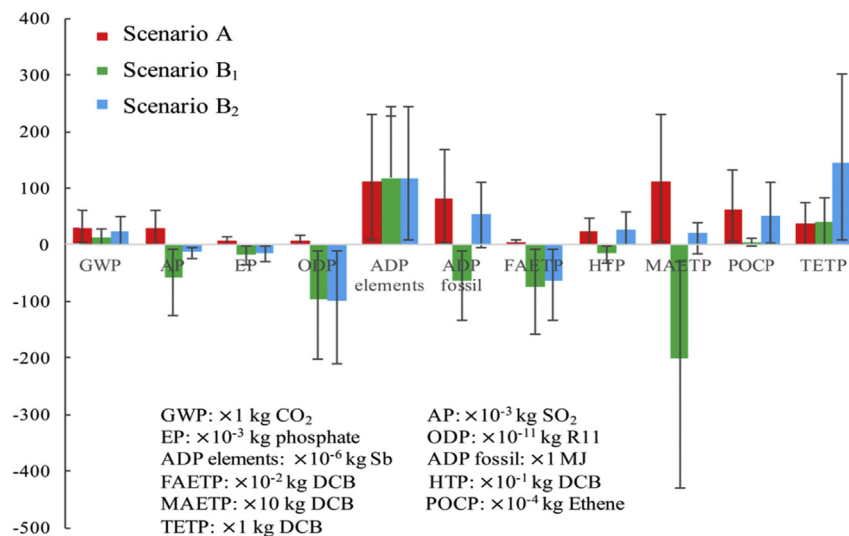 400
300
200
100
0
-100
-200
-300
-400
-500
Scenario A
Scenario B₁
Scenario B₂
GWP AP EP ODP ADP elements ADP fossil FAETP HTP MAETP POCP TETP
GWP: ×1 kg CO₂ AP: ×10⁻³ kg SO₂
EP: ×10⁻³ kg phosphate ODP: ×10⁻¹¹ kg R11
ADP elements: ×10⁻⁶ kg Sb ADP fossil: ×1 MJ
FAETP: ×10⁻² kg DCB HTP: ×10⁻¹ kg DCB
MAETP: ×10 kg DCB POCP: ×10⁻⁴ kg Ethene
TETP: ×1 kg DCB